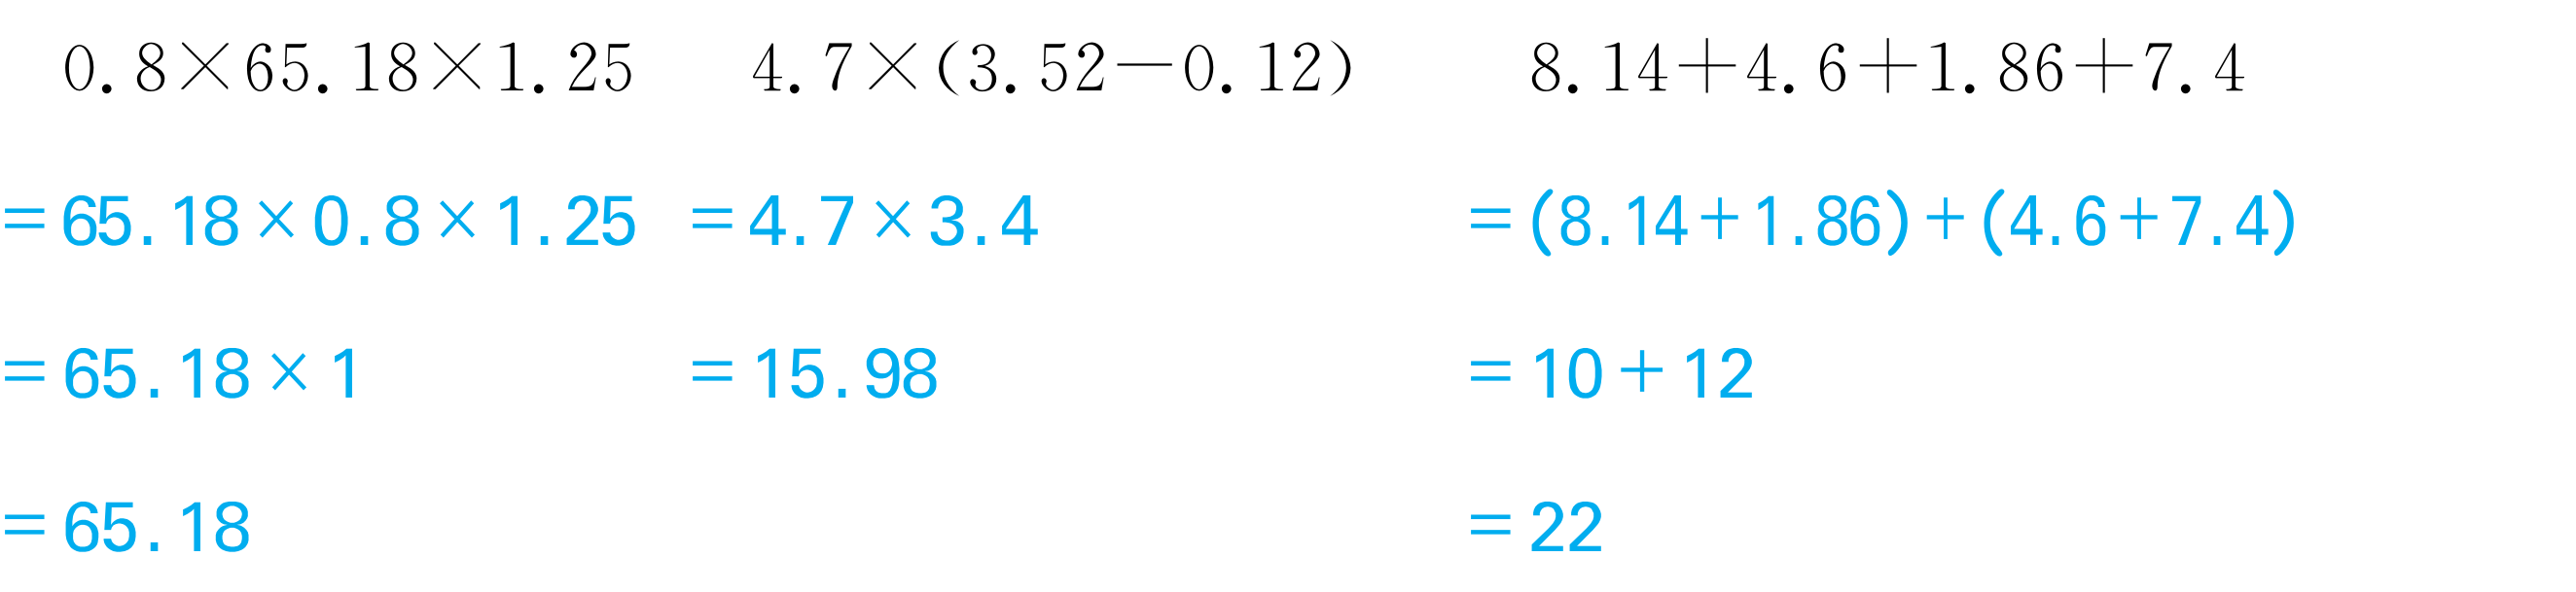 0.8×65.18×1.25 4.7×(3.52-0.12) 8.14+4.6+1.86+7.4
=65.18×0.8×1.25 =4.7×3.4 =(8.14+1.86)+(4.6+7.4)
=65.18×1 =15.98 =10+12
=65.18 =22